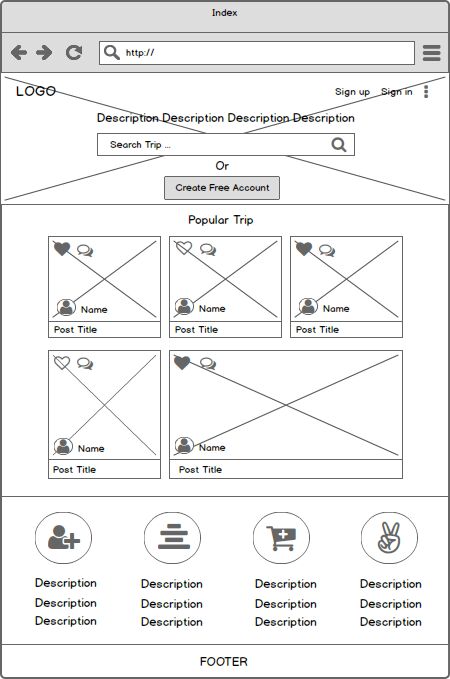 Index
http://
LOGO
Sign up Sign in
Description Description Description Description
Search Trip ...
Or
Create Free Account
Popular Trip
Name Name Name
Post Title Post Title Post Title
Name Name
Post Title Post Title
Description Description Description Description
Description Description Description Description
Description Description Description Description
FOOTER